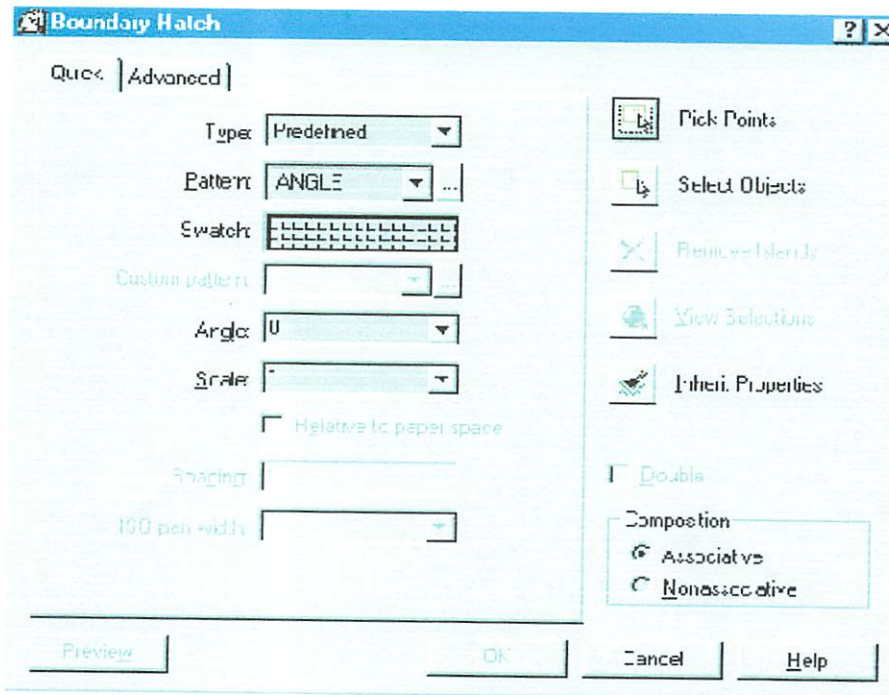 Boundary Hatch
Quick
Advanced
Type: Predefined
Pattern: ANGLE ...
Swatch:
Custom pattern: ...
Angle: 0
Scale:
Relative to paper space
Spacing:
ISO pen width:
Pick Points
Select Objects
Remove Islands
View Selections
Inherit Properties
Double
Composition
Associative
Nonassociative
Preview
OK
Cancel
Help